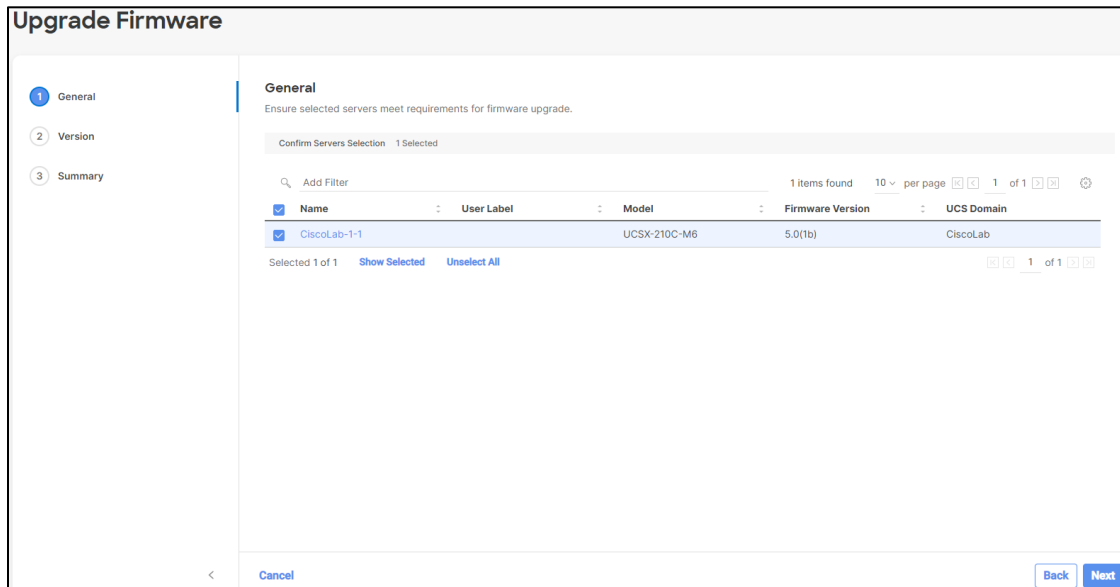 Upgrade Firmware
1 General
2 Version
3 Summary
General
Ensure selected servers meet requirements for firmware upgrade.
Confirm Servers Selection 1 Selected
Add Filter 1 items found 10 per page 1 of 1
Name User Label Model Firmware Version UCS Domain
CiscoLab-1-1 UCSX-210C-M6 5.0(1b) CiscoLab
Selected 1 of 1 Show Selected Unselect All 1 of 1
Cancel Back Next